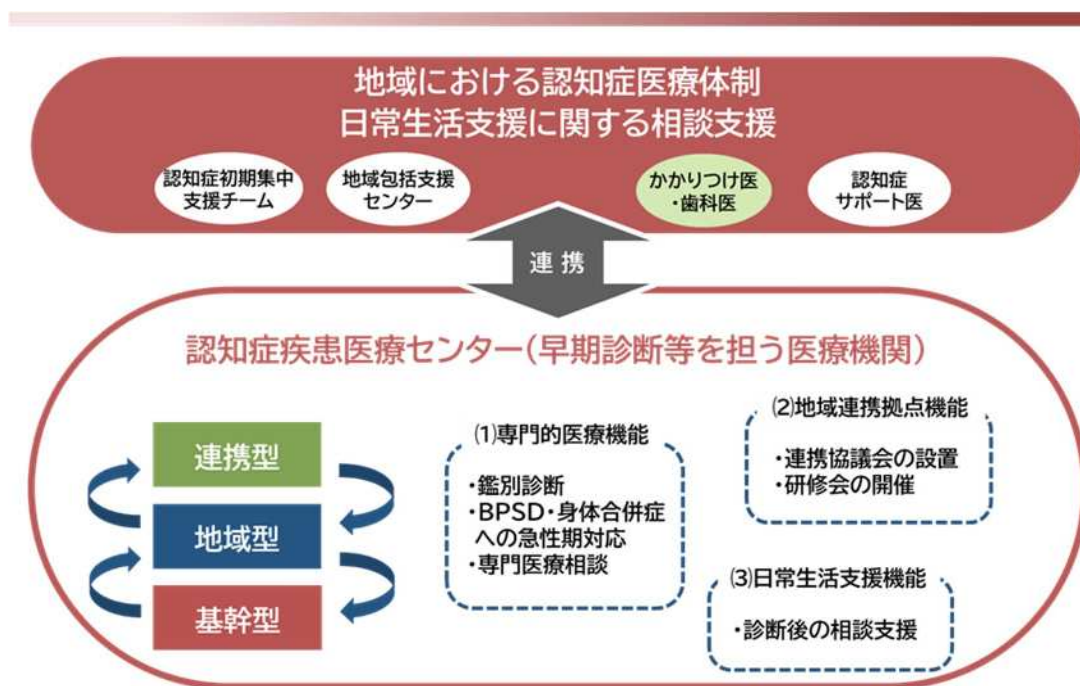 地域における認知症医療体制
日常生活支援に関する相談支援
認知症初期集中
支援チーム
地域包括支援
センター
かかりつけ医
・歯科医
認知症
サポート医
連携
認知症疾患医療センター(早期診断等を担う医療機関)
連携型
地域型
基幹型
⑴専門的医療機能
・鑑別診断
・BPSD・身体合併症
への急性期対応
・専門医療相談
⑵地域連携拠点機能
・連携協議会の設置
・研修会の開催
⑶日常生活支援機能
・診断後の相談支援